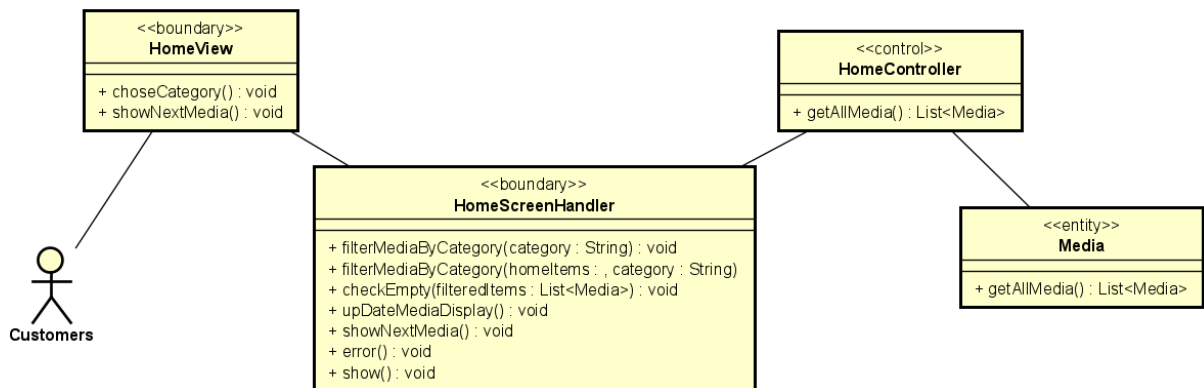 <<boundary>>
HomeView
+ choseCategory() : void
+ showNextMedia() : void
<<control>>
HomeController
+ getAllMedia() : List<Media>
<<boundary>>
HomeScreenHandler
+ filterMediaByCategory(category : String) : void
+ filterMediaByCategory(homeItems : , category : String)
+ checkEmpty(filteredItems : List<Media>) : void
+ upDateMediaDisplay() : void
+ showNextMedia() : void
+ error() : void
+ show() : void
<<entity>>
Media
+ getAllMedia() : List<Media>
Customers